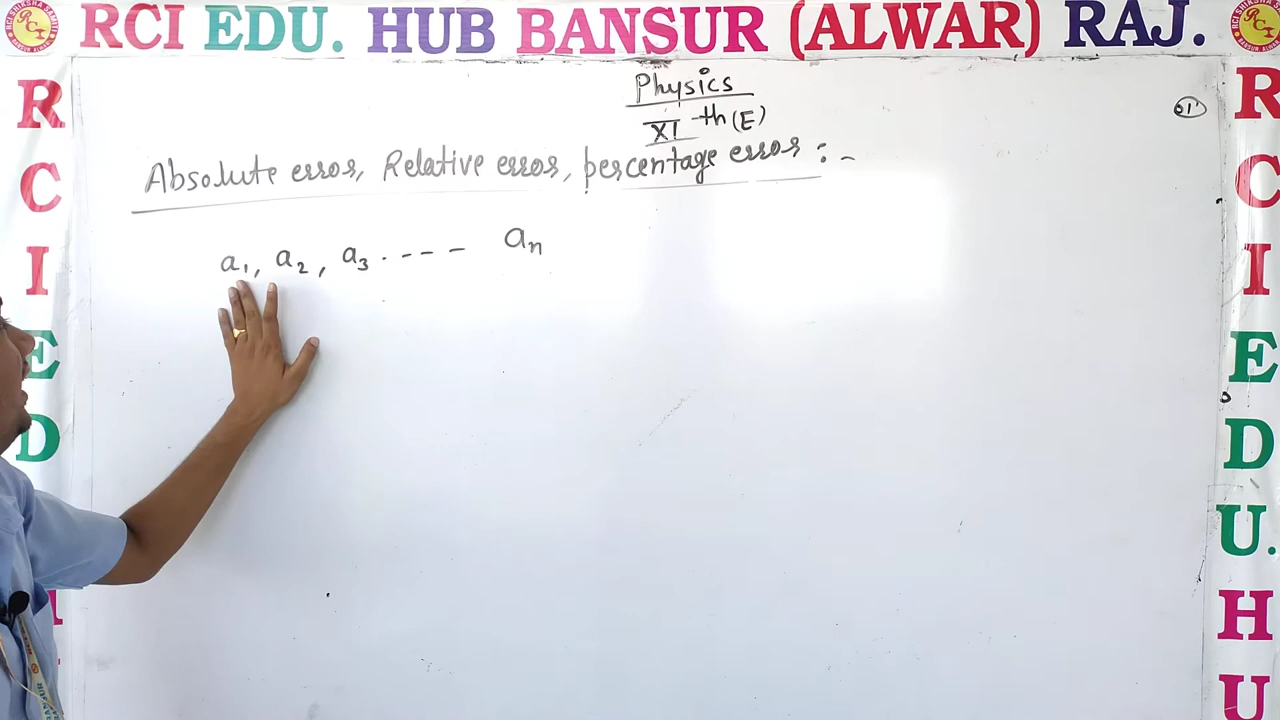 RCI EDU. HUB BANSUR (ALWAR) RAJ.
Physics
XI th (E)
01
Absolute error, Relative error, percentage error :-
a₁, a₂, a₃ ---- aₙ
R
C
I
E
D
R
C
I
E
D
U.
H
U